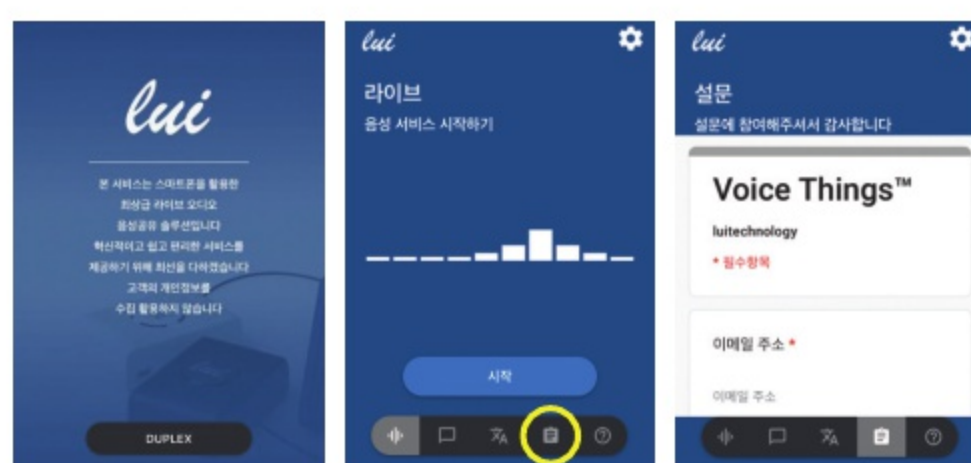 lui
본 서비스는 스마트폰을 활용한
최상급 라이브 오디오
음성공유 솔루션입니다
혁신적이고 쉽고 편리한 서비스를
제공하기 위해 최선을 다하겠습니다
고객의 개인정보를
수집 활용하지 않습니다
DUPLEX
lui
라이브
음성 서비스 시작하기
시작
lui
설문
설문에 참여해주셔서 감사합니다
Voice Things™
luitechnology
* 필수항목
이메일 주소 *
이메일 주소